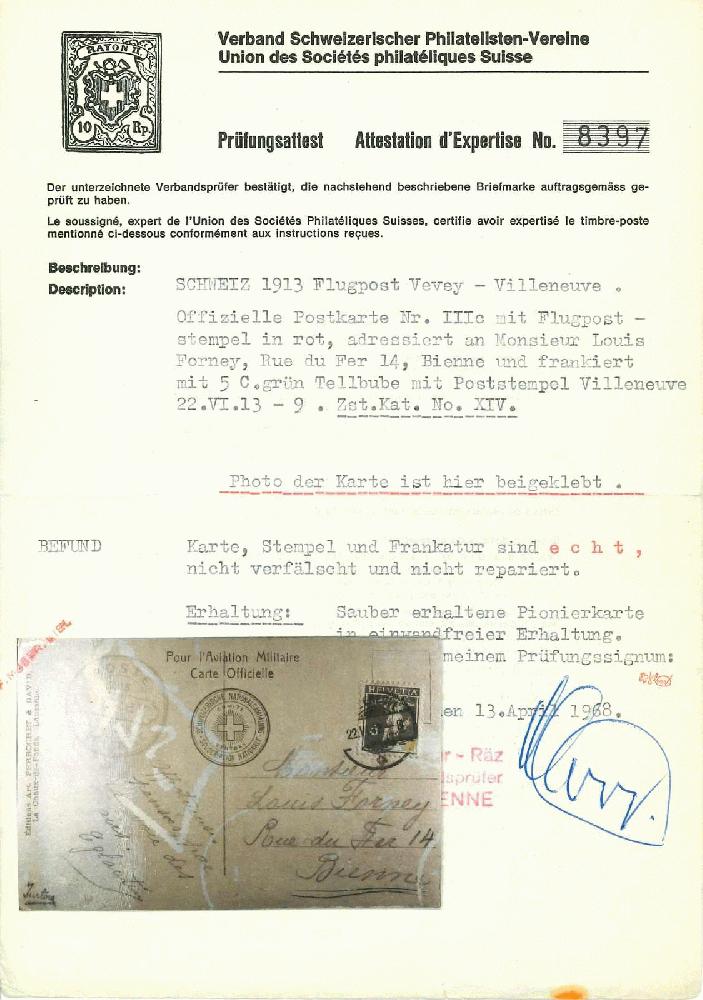 RAYON II
10 Rp.
Verband Schweizerischer Philatelisten-Vereine
Union des Sociétés philatéliques Suisse
Prüfungsattest Attestation d'Expertise No. 8397
Der unterzeichnete Verbandsprüfer bestätigt, die nachstehend beschriebene Briefmarke auftragsgemäss ge-
prüft zu haben.
Le soussigné, expert de l'Union des Sociétés Philatéliques Suisses, certifie avoir expertisé le timbre-poste
mentionné ci-dessous conformément aux instructions reçues.
Beschreibung:
Description:
SCHWEIZ 1913 Flugpost Vevey - Villeneuve .
Offizielle Postkarte Nr. IIIc mit Flugpost -
stempel in rot, adressiert an Monsieur Louis
Forney, Rue du Fer 14, Bienne und frankiert
mit 5 C.grün Tellbube mit Poststempel Villeneuve
22.VI.13 - 9 . Zst.Kat. No. XIV.
Photo der Karte ist hier beigeklebt .
BEFUND Karte, Stempel und Frankatur sind e c h t ,
nicht verfälscht und nicht repariert.
Erhaltung: Sauber erhaltene Pionierkarte
in einwandfreier Erhaltung.
meinem Prüfungssignum:
en 13.April 1968.
r - Räz
sprüfer
ENNE
Pour l'Aviation Militaire
Carte Officielle
HELVETIA
Monsieur
Louis Forney
Rue du Fer 14
Bienne